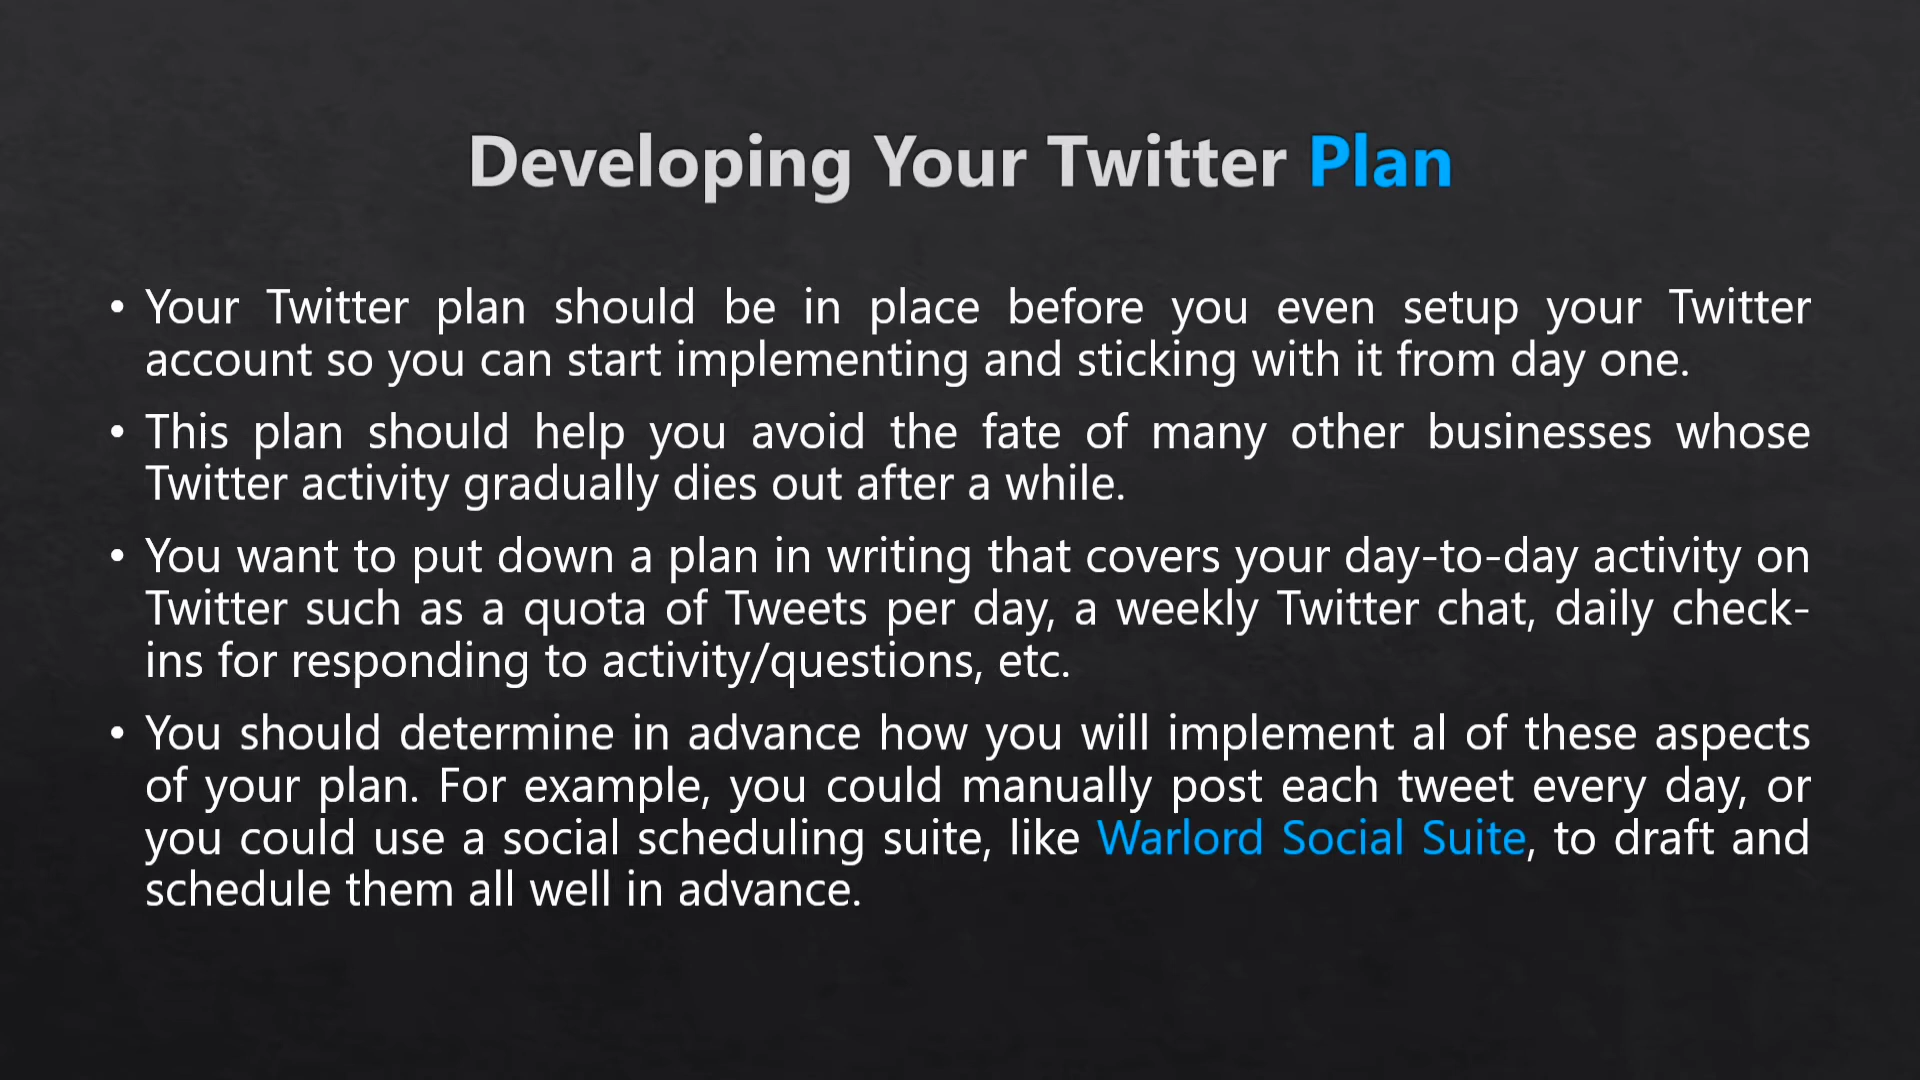 Developing Your Twitter Plan
• Your Twitter plan should be in place before you even setup your Twitter
account so you can start implementing and sticking with it from day one.
• This plan should help you avoid the fate of many other businesses whose
Twitter activity gradually dies out after a while.
• You want to put down a plan in writing that covers your day-to-day activity on
Twitter such as a quota of Tweets per day, a weekly Twitter chat, daily check-
ins for responding to activity/questions, etc.
• You should determine in advance how you will implement al of these aspects
of your plan. For example, you could manually post each tweet every day, or
you could use a social scheduling suite, like Warlord Social Suite, to draft and
schedule them all well in advance.